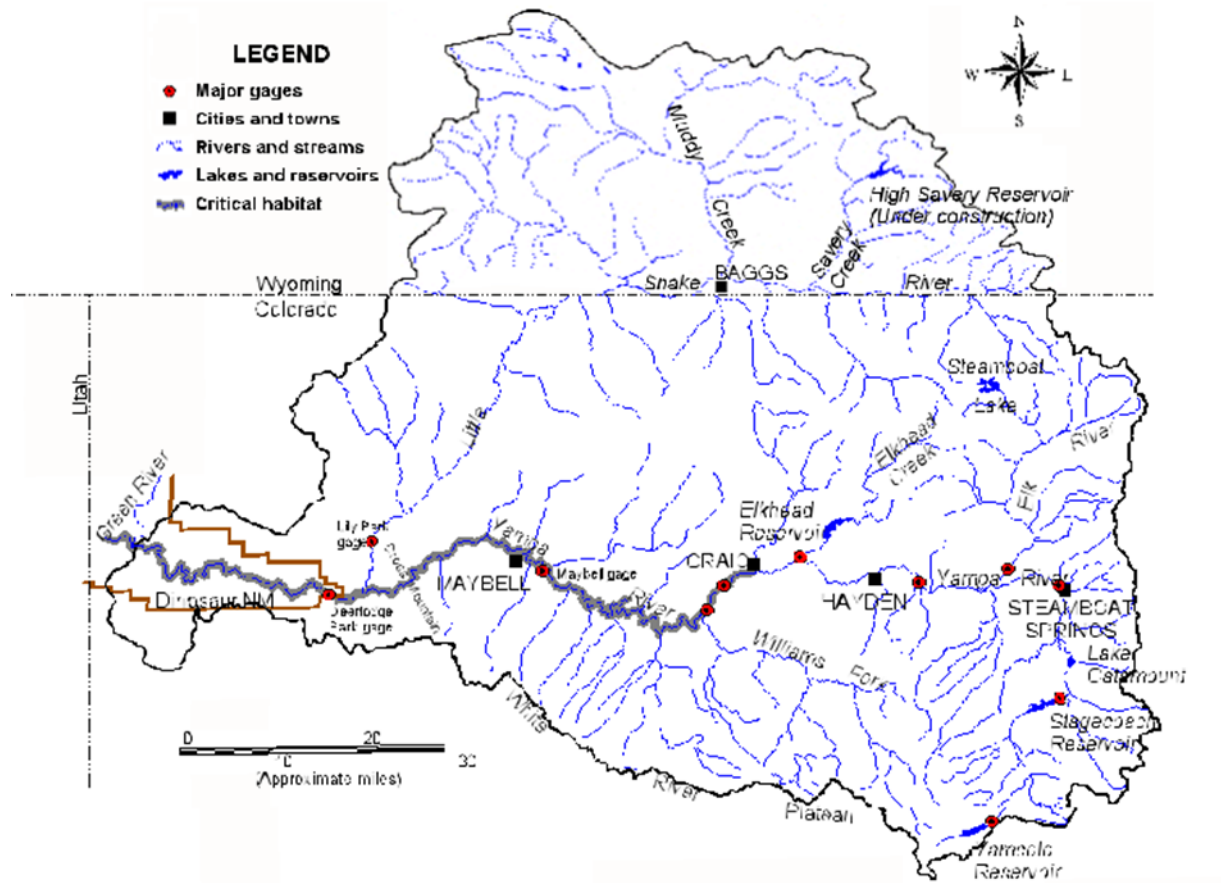 LEGEND
Major gages
Cities and towns
Rivers and streams
Lakes and reservoirs
Critical habitat
N
W
L
S
Muddy
Creek
High Savery Reservoir
(Under construction)
Savery
Creek
Snake
BAGGS
River
Wyoming
Colorado
Utah
Steamboat
Lake
Little
Elkhead
Creek
Elk
River
Green River
Lily Park
gage
Cross
Mountain
Yampa
River
MAYBELL
Maybell gage
Elkhead
Reservoir
CRAIG
HAYDEN
Yampa River
STEAMBOAT
SPRINGS
Dinosaur NM
Deerlodge
Park gage
Williams
Fork
Lake
Catamount
Stagecoach
Reservoir
White
River
Plateau
Yamcolo
Reservoir
0
10
20
30
(Approximate miles)